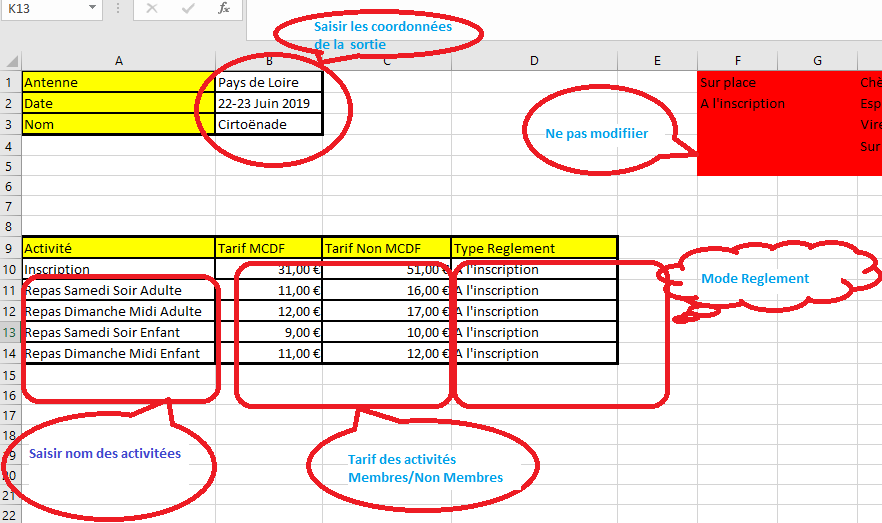 K13
fx
Saisir les coordonnées
de la sortie
A B C D E F G
1 Antenne Pays de Loire Sur place
2 Date 22-23 Juin 2019 A l'inscription
3 Nom Cirtoënade
4 Sur
5
Ne pas modifiier
6
7
8
9 Activité Tarif MCDF Tarif Non MCDF Type Reglement
10 Inscription 31,00 € 51,00 € A l'inscription
11 Repas Samedi Soir Adulte 11,00 € 16,00 € A l'inscription
12 Repas Dimanche Midi Adulte 12,00 € 17,00 € A l'inscription
13 Repas Samedi Soir Enfant 9,00 € 10,00 € A l'inscription
14 Repas Dimanche Midi Enfant 11,00 € 12,00 € A l'inscription
Mode Reglement
15
16
17
18
19
20
21
22
Saisir nom des activitées
Tarif des activités
Membres/Non Membres